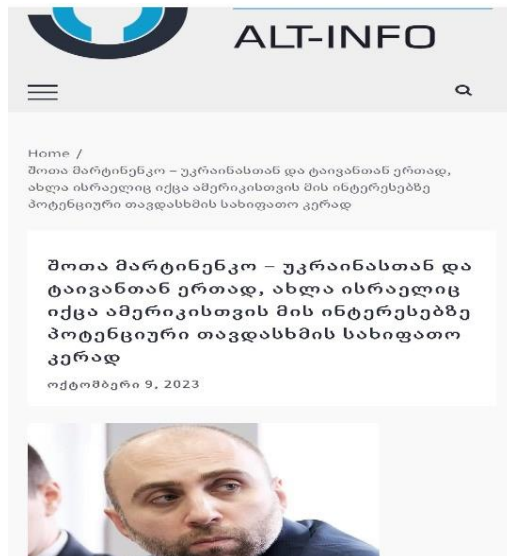 ALT-INFO
Home /
შოთა მარტინენკო – უკრაინასთან და ტაივანთან ერთად,
ახლა ისრაელიც იქცა ამერიკისთვის მის ინტერესებზე
პოტენციური თავდასხმის სახიფათო კერად
შოთა მარტინენკო – უკრაინასთან და
ტაივანთან ერთად, ახლა ისრაელიც
იქცა ამერიკისთვის მის ინტერესებზე
პოტენციური თავდასხმის სახიფათო
კერად
ოქტომბერი 9, 2023